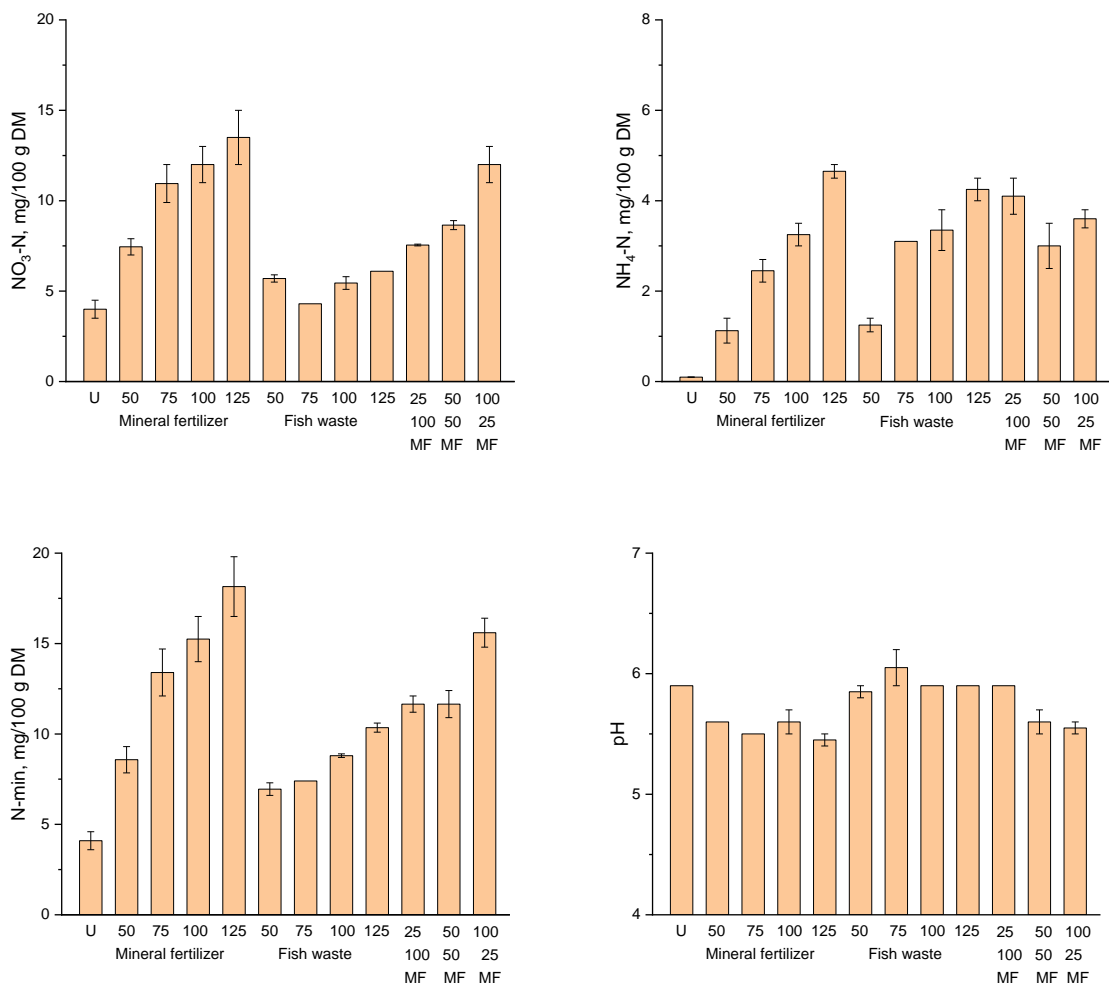 20
15
10
5
0
NO₃-N, mg/100 g DM
U 50 75 100 125 50 75 100 125 25 50 100
Mineral fertilizer Fish waste 100 50 25
MF MF MF
8
6
4
2
0
NH₄-N, mg/100 g DM
U 50 75 100 125 50 75 100 125 25 50 100
Mineral fertilizer Fish waste 100 50 25
MF MF MF
20
15
10
5
0
N-min, mg/100 g DM
U 50 75 100 125 50 75 100 125 25 50 100
Mineral fertilizer Fish waste 100 50 25
MF MF MF
7
6
5
4
pH
U 50 75 100 125 50 75 100 125 25 50 100
Mineral fertilizer Fish waste 100 50 25
MF MF MF